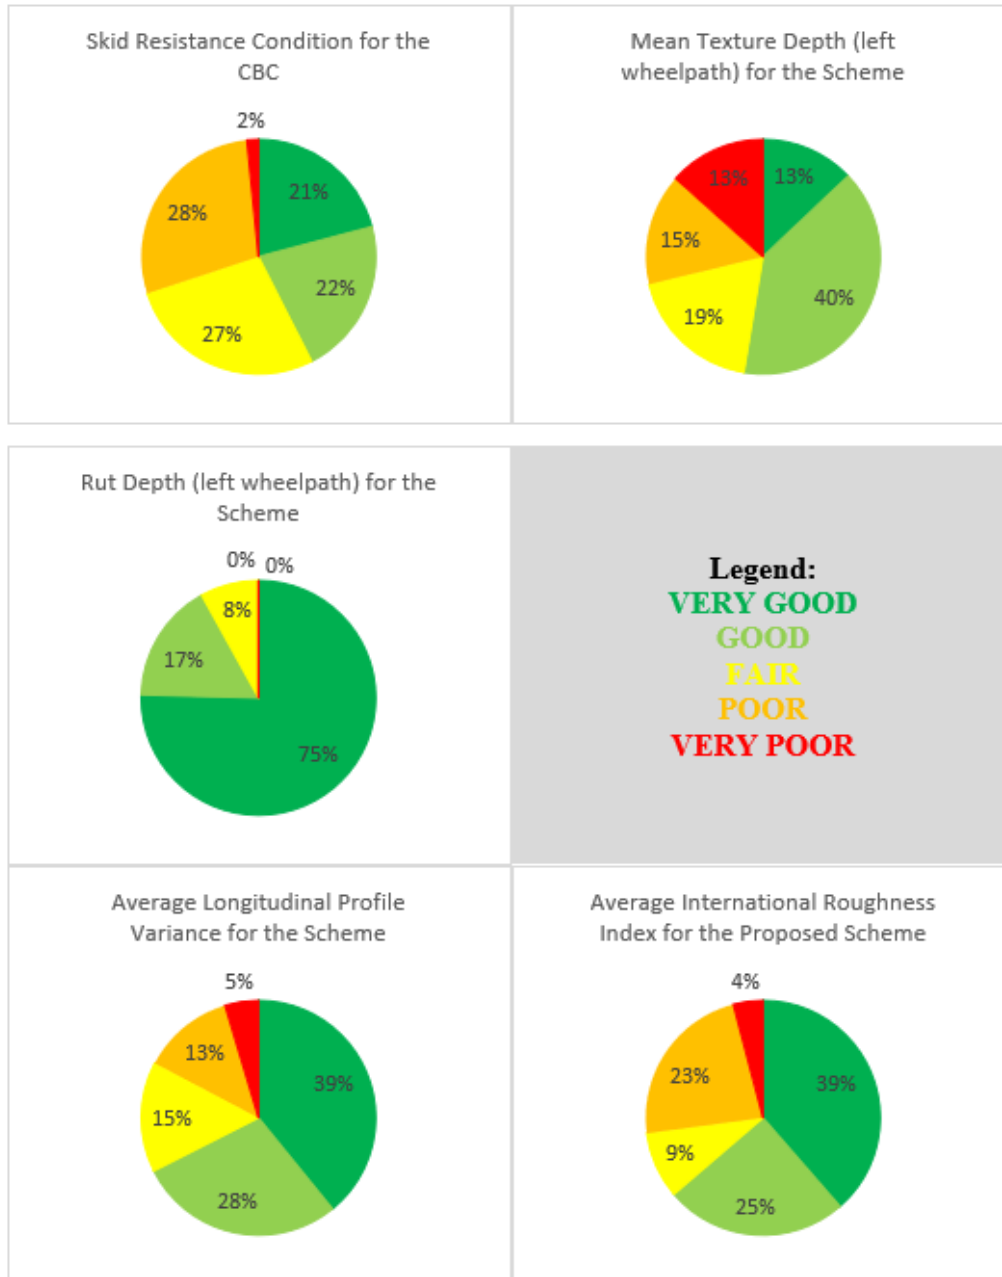 Skid Resistance Condition for the
CBC
2%
21%
28%
22%
27%
Mean Texture Depth (left
wheelpath) for the Scheme
13%
13%
15%
40%
19%
Rut Depth (left wheelpath) for the
Scheme
0%
0%
8%
17%
75%
Legend:
VERY GOOD
GOOD
FAIR
POOR
VERY POOR
Average Longitudinal Profile
Variance for the Scheme
5%
13%
39%
15%
28%
Average International Roughness
Index for the Proposed Scheme
4%
23%
39%
9%
25%